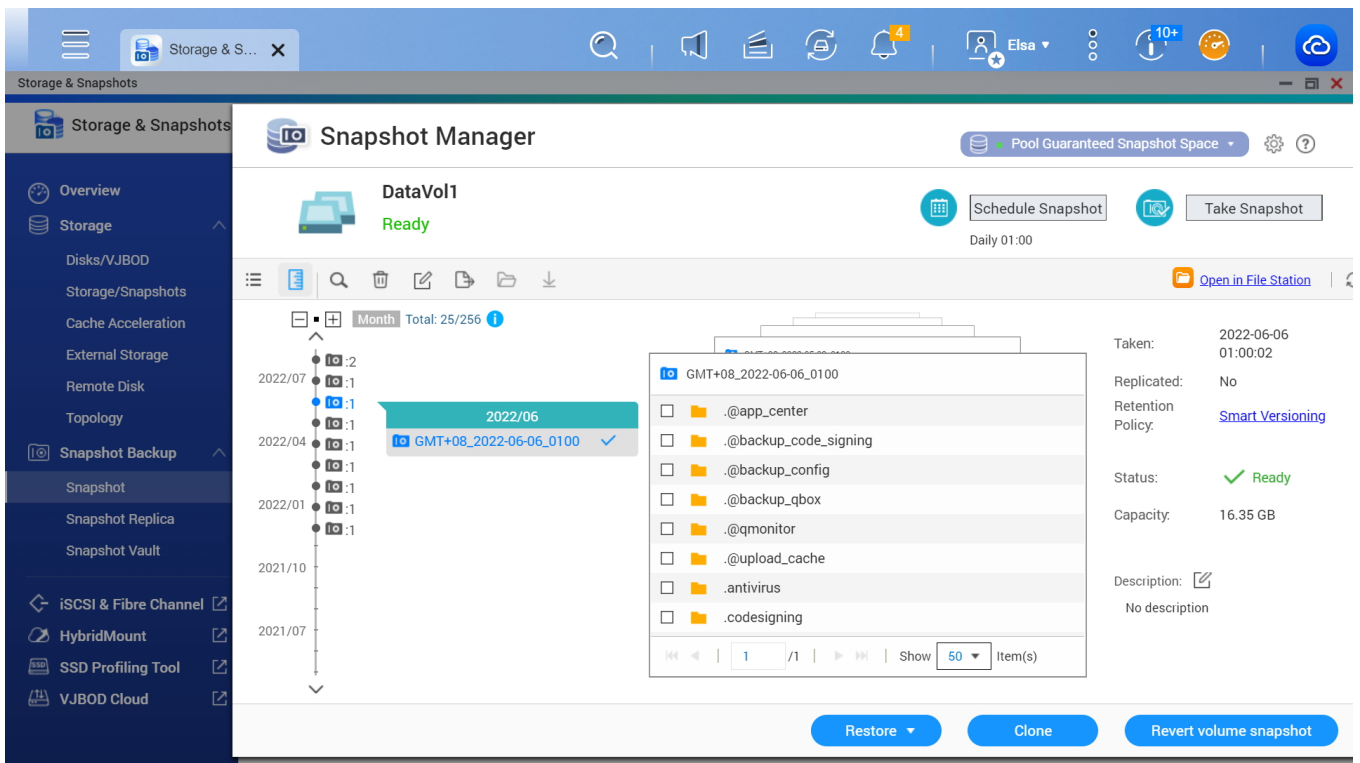 Storage & S...
4
Elsa
10+
Storage & Snapshots
Storage & Snapshots
Overview
Storage
Disks/VJBOD
Storage/Snapshots
Cache Acceleration
External Storage
Remote Disk
Topology
Snapshot Backup
Snapshot
Snapshot Replica
Snapshot Vault
iSCSI & Fibre Channel
HybridMount
SSD
SSD Profiling Tool
VJBOD Cloud
Snapshot Manager
Pool Guaranteed Snapshot Space
DataVol1
Ready
Schedule Snapshot
Take Snapshot
Daily 01:00
Open in File Station
Month Total: 25/256
:2
2022/07 :1
:1
:1
2022/04 :1
:1
:1
2022/01 :1
:1
2021/10
2021/07
2022/06
GMT+08_2022-06-06_0100
GMT+08_2022-06-06_0100
.@app_center
.@backup_code_signing
.@backup_config
.@backup_qbox
.@qmonitor
.@upload_cache
.antivirus
.codesigning
1 /1 Show 50 Item(s)
Taken: 2022-06-06
01:00:02
Replicated: No
Retention
Policy: Smart Versioning
Status: Ready
Capacity: 16.35 GB
Description:
No description
Restore
Clone
Revert volume snapshot